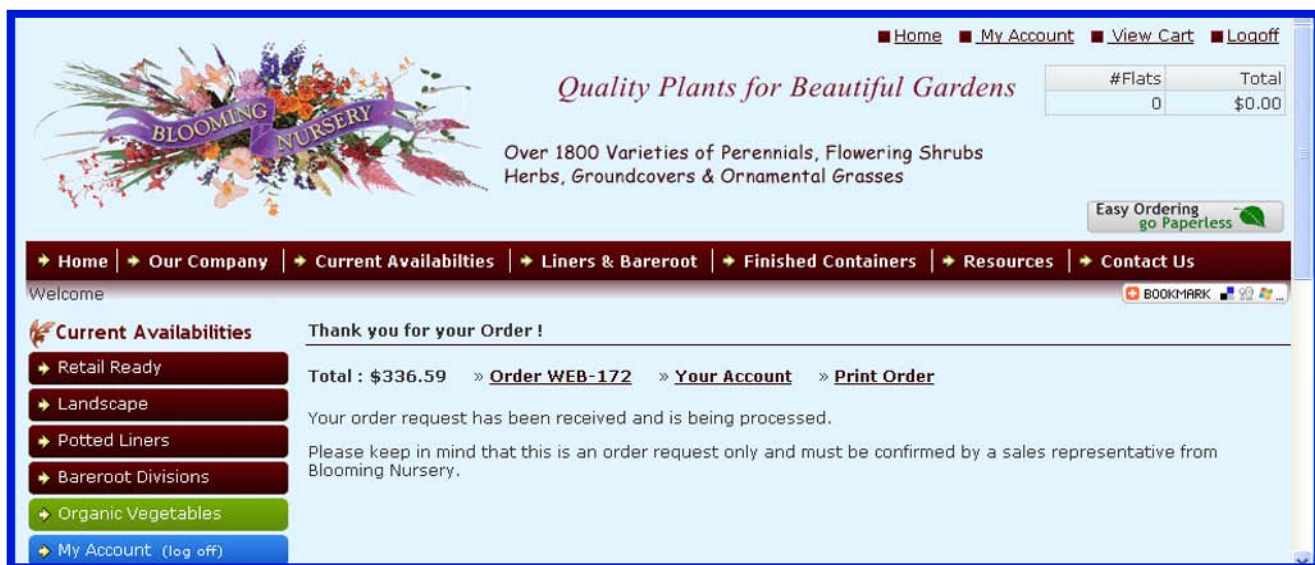 Home My Account View Cart Logoff
BLOOMING NURSERY
Quality Plants for Beautiful Gardens
#Flats Total
0 $0.00
Over 1800 Varieties of Perennials, Flowering Shrubs
Herbs, Groundcovers & Ornamental Grasses
Easy Ordering
go Paperless
Home Our Company Current Availabilties Liners & Bareroot Finished Containers Resources Contact Us
Welcome
BOOKMARK ...
Current Availabilities
Retail Ready
Landscape
Potted Liners
Bareroot Divisions
Organic Vegetables
My Account (log off)
Thank you for your Order !
Total : $336.59 » Order WEB-172 » Your Account » Print Order
Your order request has been received and is being processed.
Please keep in mind that this is an order request only and must be confirmed by a sales representative from
Blooming Nursery.